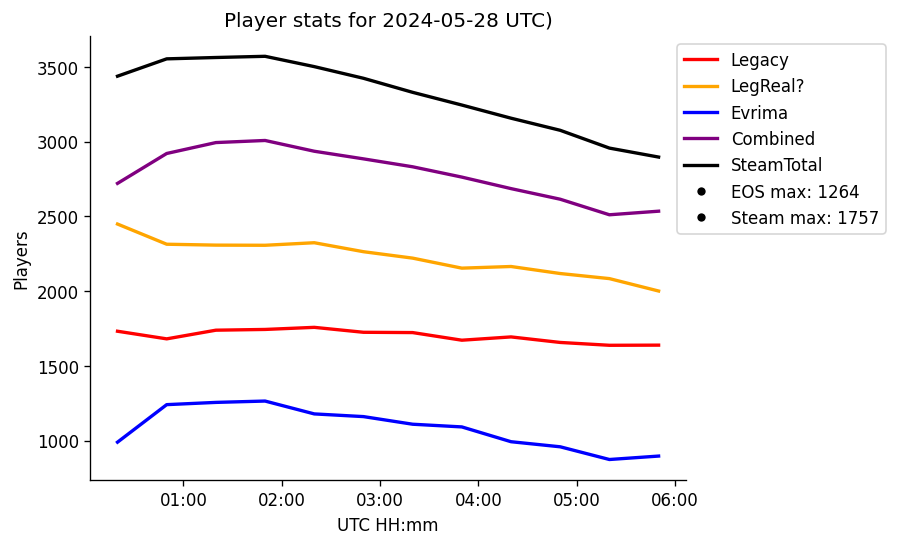 Player stats for 2024-05-28 UTC)
Legacy
LegReal?
Evrima
Combined
SteamTotal
EOS max: 1264
Steam max: 1757
Players
3500
3000
2500
2000
1500
1000
01:00 02:00 03:00 04:00 05:00 06:00
UTC HH:mm